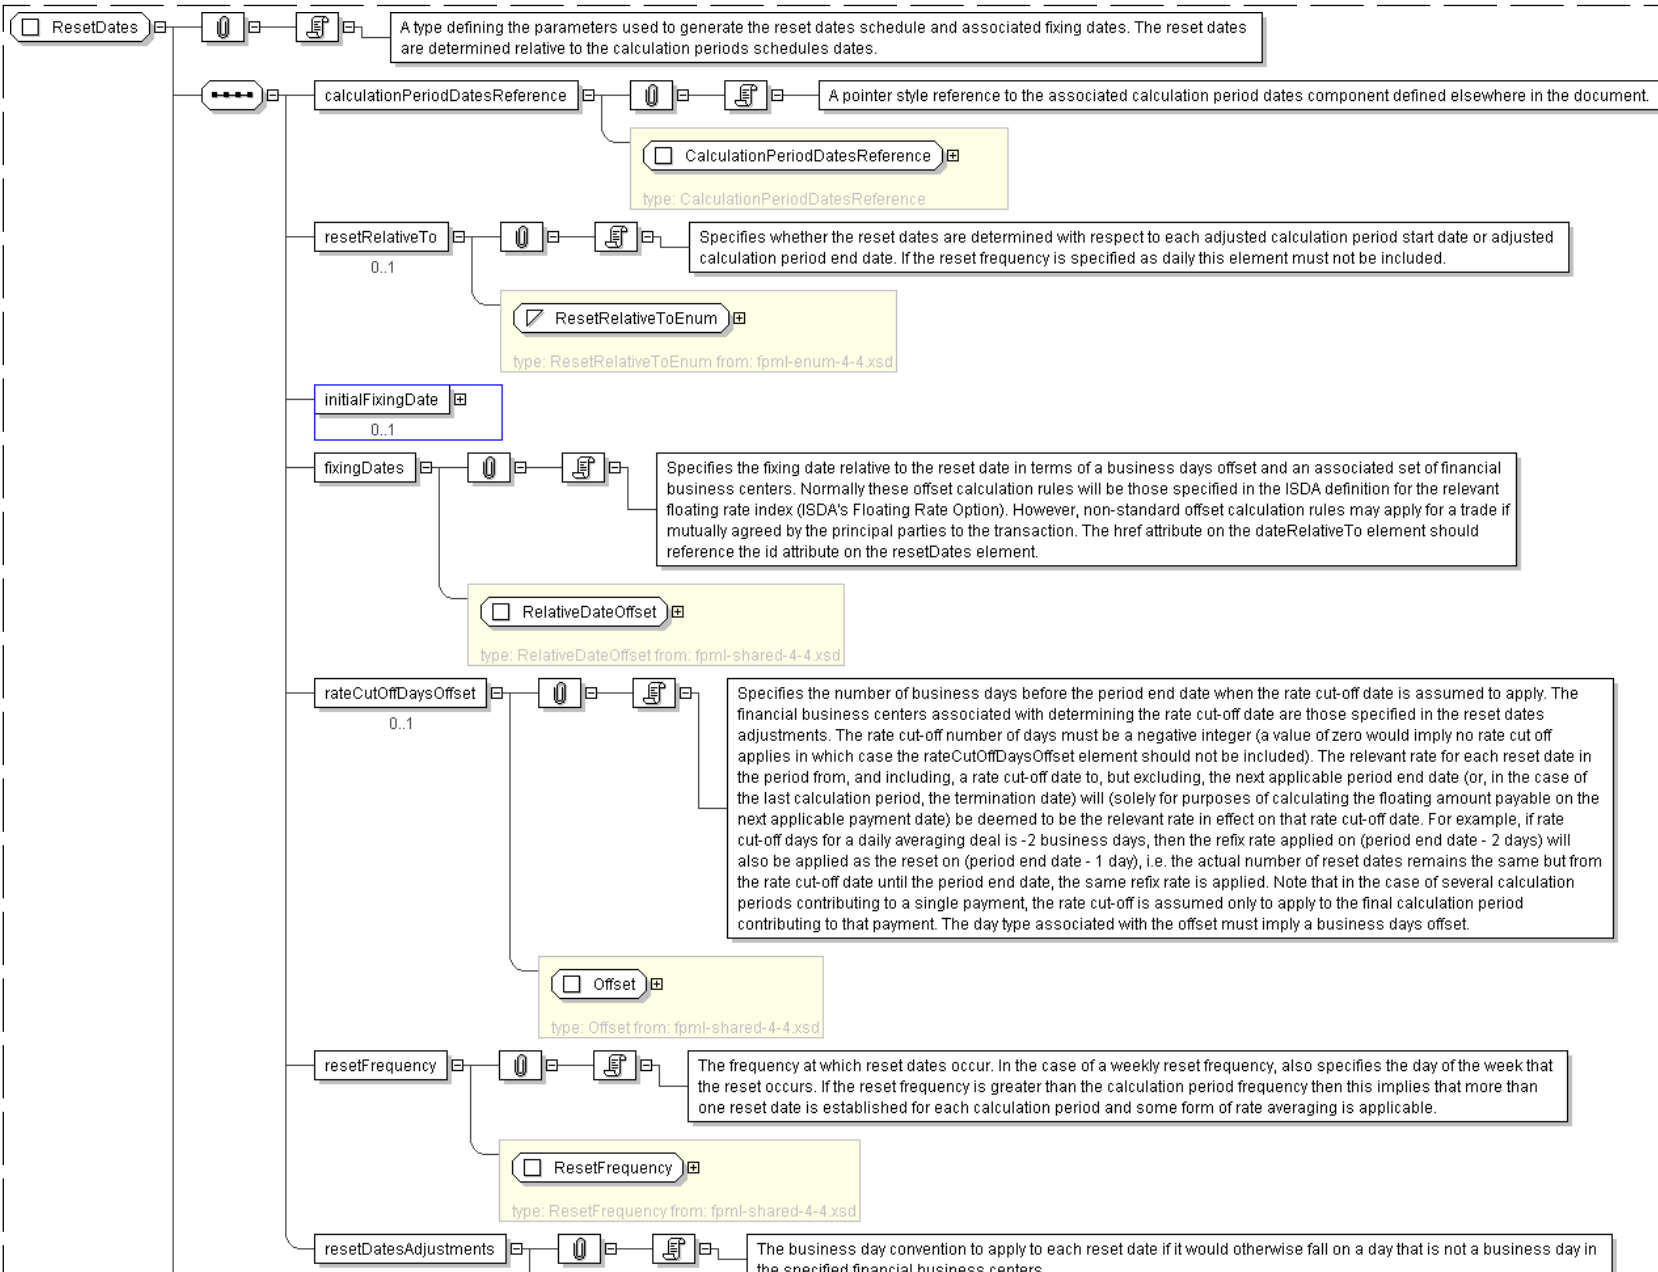 ResetDates
A type defining the parameters used to generate the reset dates schedule and associated fixing dates. The reset dates
are determined relative to the calculation periods schedules dates.
calculationPeriodDatesReference
A pointer style reference to the associated calculation period dates component defined elsewhere in the document.
CalculationPeriodDatesReference
type: CalculationPeriodDatesReference
resetRelativeTo
0..1
Specifies whether the reset dates are determined with respect to each adjusted calculation period start date or adjusted
calculation period end date. If the reset frequency is specified as daily this element must not be included.
ResetRelativeToEnum
type: ResetRelativeToEnum from: fpml-enum-4-4.xsd
initialFixingDate
0..1
fixingDates
Specifies the fixing date relative to the reset date in terms of a business days offset and an associated set of financial
business centers. Normally these offset calculation rules will be those specified in the ISDA definition for the relevant
floating rate index (ISDA's Floating Rate Option). However, non-standard offset calculation rules may apply for a trade if
mutually agreed by the principal parties to the transaction. The href attribute on the dateRelativeTo element should
reference the id attribute on the resetDates element.
RelativeDateOffset
type: RelativeDateOffset from: fpml-shared-4-4.xsd
rateCutOffDaysOffset
0..1
Specifies the number of business days before the period end date when the rate cut-off date is assumed to apply. The
financial business centers associated with determining the rate cut-off date are those specified in the reset dates
adjustments. The rate cut-off number of days must be a negative integer (a value of zero would imply no rate cut off
applies in which case the rateCutOffDaysOffset element should not be included). The relevant rate for each reset date in
the period from, and including, a rate cut-off date to, but excluding, the next applicable period end date (or, in the case of
the last calculation period, the termination date) will (solely for purposes of calculating the floating amount payable on the
next applicable payment date) be deemed to be the relevant rate in effect on that rate cut-off date. For example, if rate
cut-off days for a daily averaging deal is -2 business days, then the refix rate applied on (period end date - 2 days) will
also be applied as the reset on (period end date - 1 day), i.e. the actual number of reset dates remains the same but from
the rate cut-off date until the period end date, the same refix rate is applied. Note that in the case of several calculation
periods contributing to a single payment, the rate cut-off is assumed only to apply to the final calculation period
contributing to that payment. The day type associated with the offset must imply a business days offset.
Offset
type: Offset from: fpml-shared-4-4.xsd
resetFrequency
The frequency at which reset dates occur. In the case of a weekly reset frequency, also specifies the day of the week that
the reset occurs. If the reset frequency is greater than the calculation period frequency then this implies that more than
one reset date is established for each calculation period and some form of rate averaging is applicable.
ResetFrequency
type: ResetFrequency from: fpml-shared-4-4.xsd
resetDatesAdjustments
The business day convention to apply to each reset date if it would otherwise fall on a day that is not a business day in
the specified financial business centers.